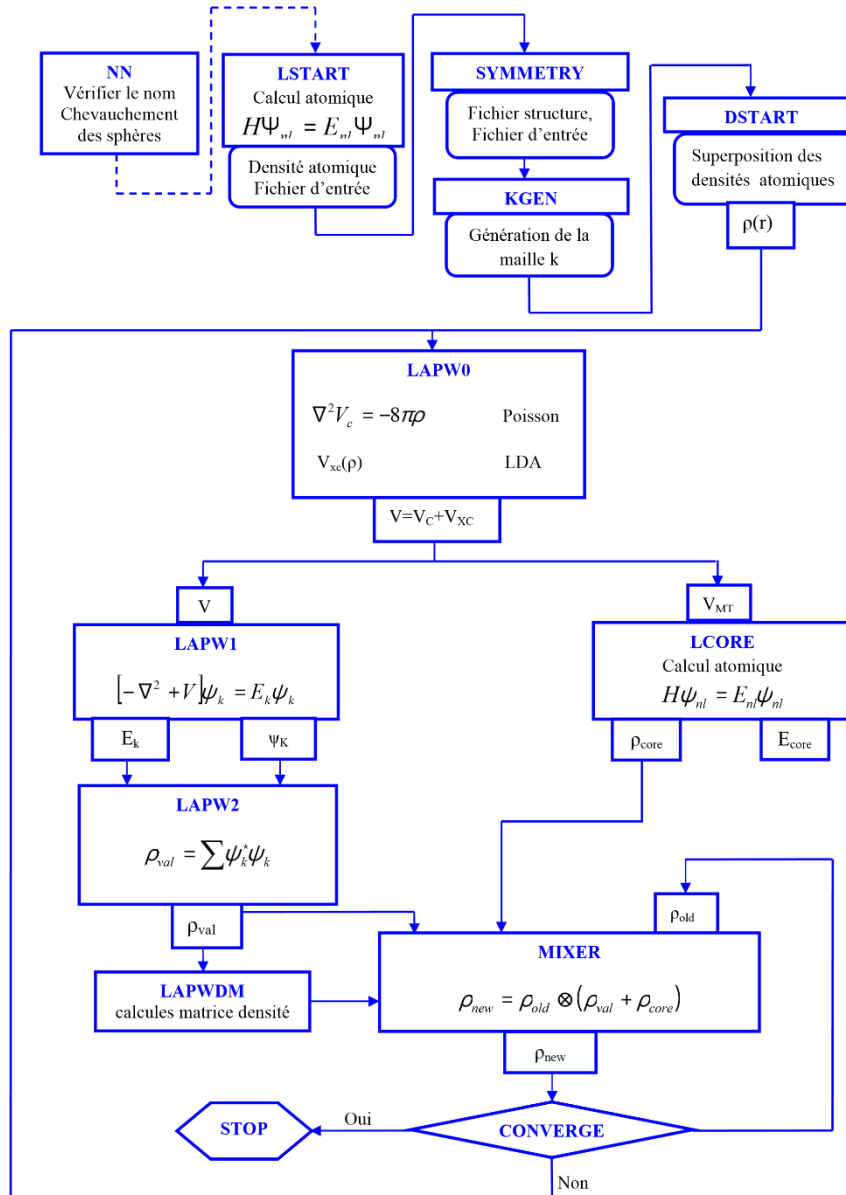 NN
Vérifier le nom
Chevauchement
des sphères
LSTART
Calcul atomique
HΨnl = EnlΨnl
Densité atomique
Fichier d'entrée
SYMMETRY
Fichier structure,
Fichier d'entrée
KGEN
Génération de la
maille k
DSTART
Superposition des
densités atomiques
ρ(r)
LAPW0
∇²Vc = −8πρ Poisson
Vxc(ρ) LDA
V=VC+VXC
V
LAPW1
[−∇² + V]ψk = Ekψk
Ek
ψK
VMT
LCORE
Calcul atomique
Hψnl = Enlψnl
ρcore
Ecore
LAPW2
ρval = ∑ψk*ψk
ρval
LAPWDM
calcules matrice densité
ρold
MIXER
ρnew = ρold ⊗ (ρval + ρcore)
ρnew
CONVERGE
Oui
STOP
Non